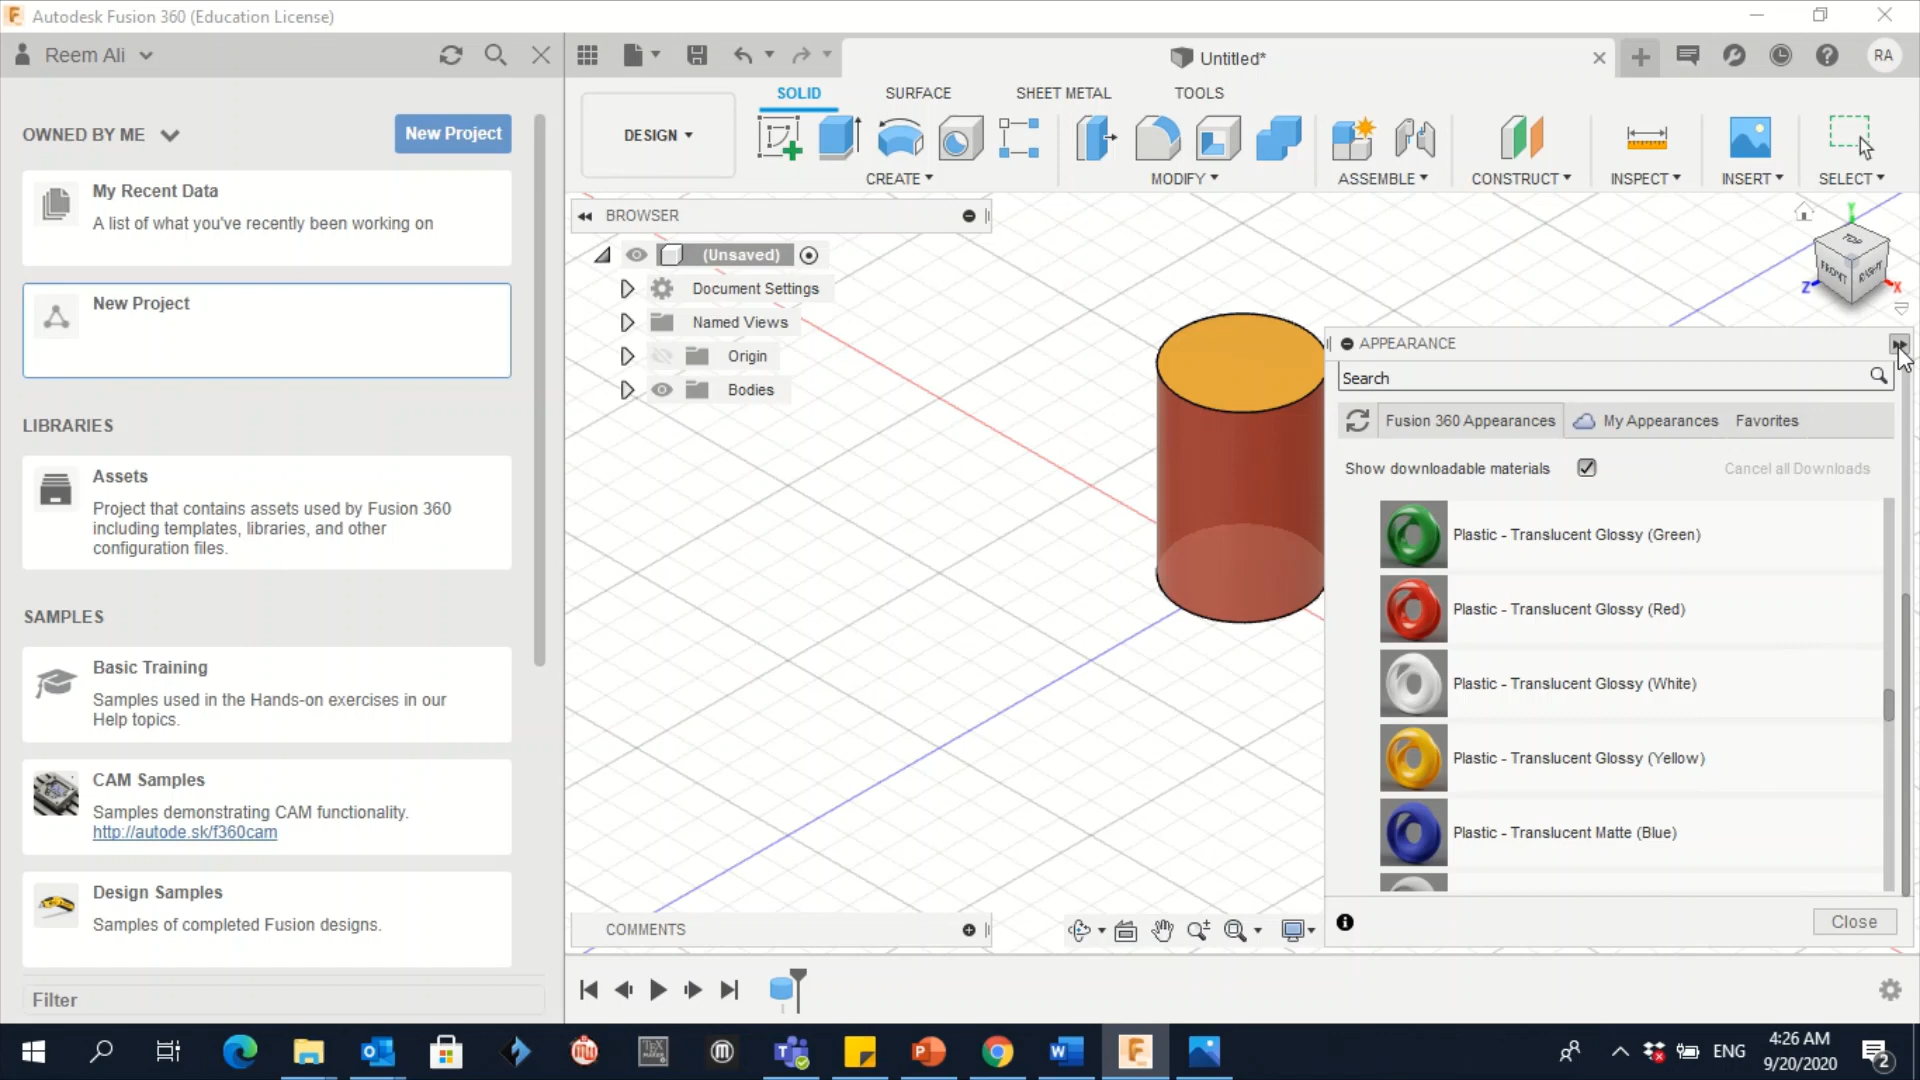 Autodesk Fusion 360 (Education License)
Reem Ali
Untitled*
RA
OWNED BY ME
New Project
My Recent Data
A list of what you've recently been working on
New Project
LIBRARIES
Assets
Project that contains assets used by Fusion 360
including templates, libraries, and other
configuration files.
SAMPLES
Basic Training
Samples used in the Hands-on exercises in our
Help topics.
CAM Samples
Samples demonstrating CAM functionality.
http://autode.sk/f360cam
Design Samples
Samples of completed Fusion designs.
Filter
DESIGN
SOLID
SURFACE
SHEET METAL
TOOLS
CREATE
MODIFY
ASSEMBLE
CONSTRUCT
INSPECT
INSERT
SELECT
BROWSER
(Unsaved)
Document Settings
Named Views
Origin
Bodies
Y
TOP
FRONT
RIGHT
Z
X
APPEARANCE
Search
Fusion 360 Appearances
My Appearances
Favorites
Show downloadable materials
Cancel all Downloads
Plastic - Translucent Glossy (Green)
Plastic - Translucent Glossy (Red)
Plastic - Translucent Glossy (White)
Plastic - Translucent Glossy (Yellow)
Plastic - Translucent Matte (Blue)
Close
COMMENTS
ENG
4:26 AM
9/20/2020
2